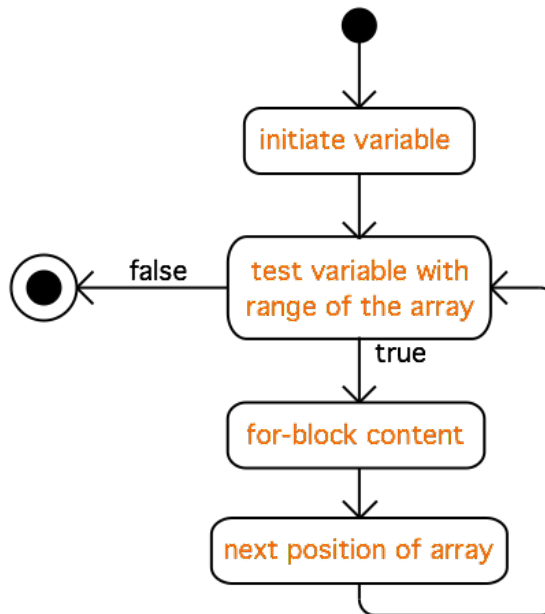 initiate variable
false
test variable with
range of the array
true
for-block content
next position of array